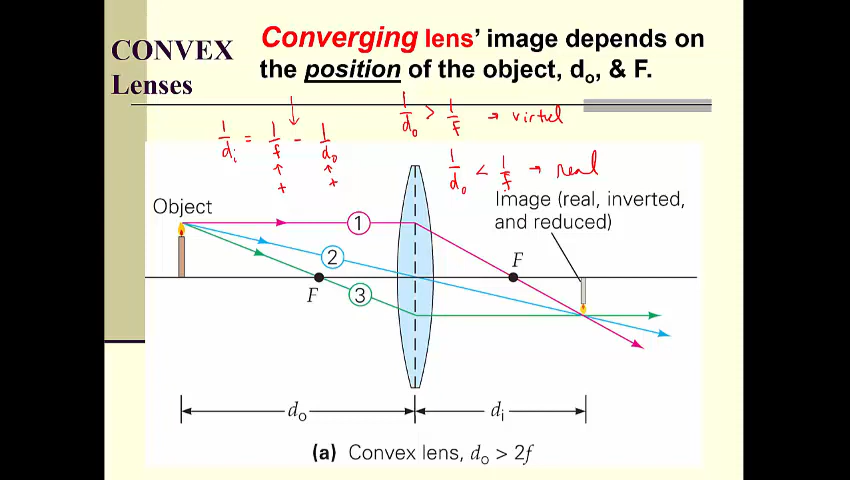 CONVEX
Lenses
Converging lens’ image depends on
the position of the object, do, & F.
1/di = 1/f - 1/do
+ +
1/do > 1/f → virtual
1/do < 1/f → real
Object
Image (real, inverted,
and reduced)
1
2
3
F
F
do
di
(a) Convex lens, do > 2f